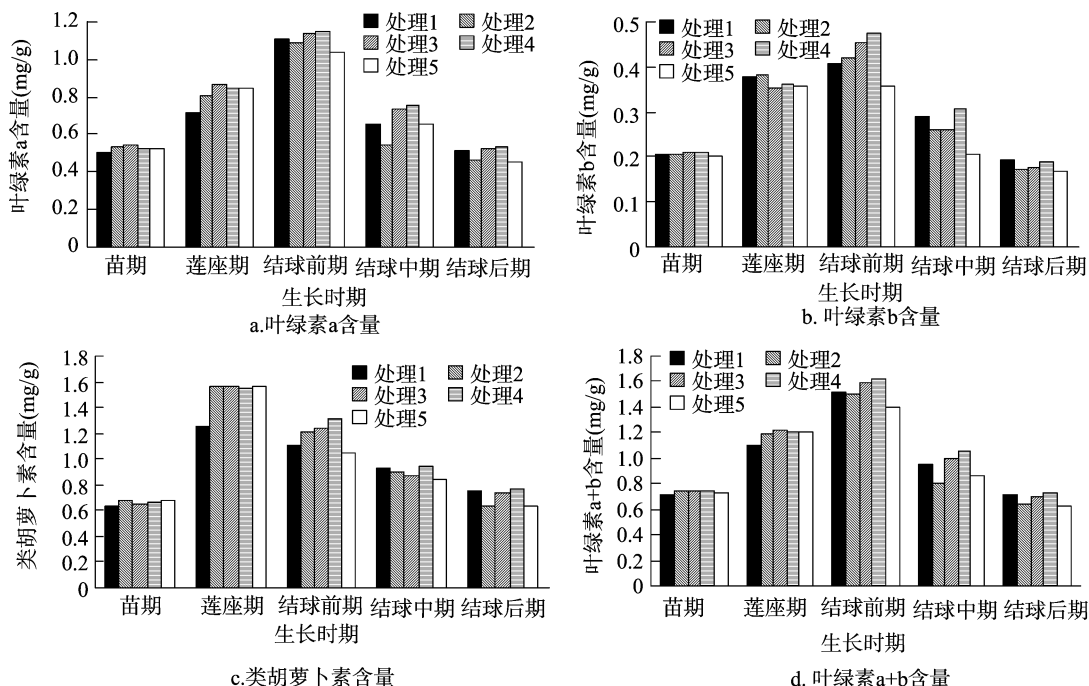 叶绿素a含量(mg/g)
1.2
1.0
0.8
0.6
0.4
0.2
0
处理1 处理2
处理3 处理4
处理5
苗期 莲座期 结球前期 结球中期 结球后期
生长时期
a.叶绿素a含量
叶绿素b含量(mg/g)
0.5
0.4
0.3
0.2
0.1
0
处理1 处理2
处理3 处理4
处理5
苗期 莲座期 结球前期 结球中期 结球后期
生长时期
b. 叶绿素b含量
类胡萝卜素含量(mg/g)
1.8
1.6
1.4
1.2
1.0
0.8
0.6
0.4
0.2
0
处理1 处理2
处理3 处理4
处理5
苗期 莲座期 结球前期 结球中期 结球后期
生长时期
c.类胡萝卜素含量
叶绿素a+b含量(mg/g)
1.8
1.6
1.4
1.2
1.0
0.8
0.6
0.4
0.2
0
处理1 处理2
处理3 处理4
处理5
苗期 莲座期 结球前期 结球中期 结球后期
生长时期
d. 叶绿素a+b含量